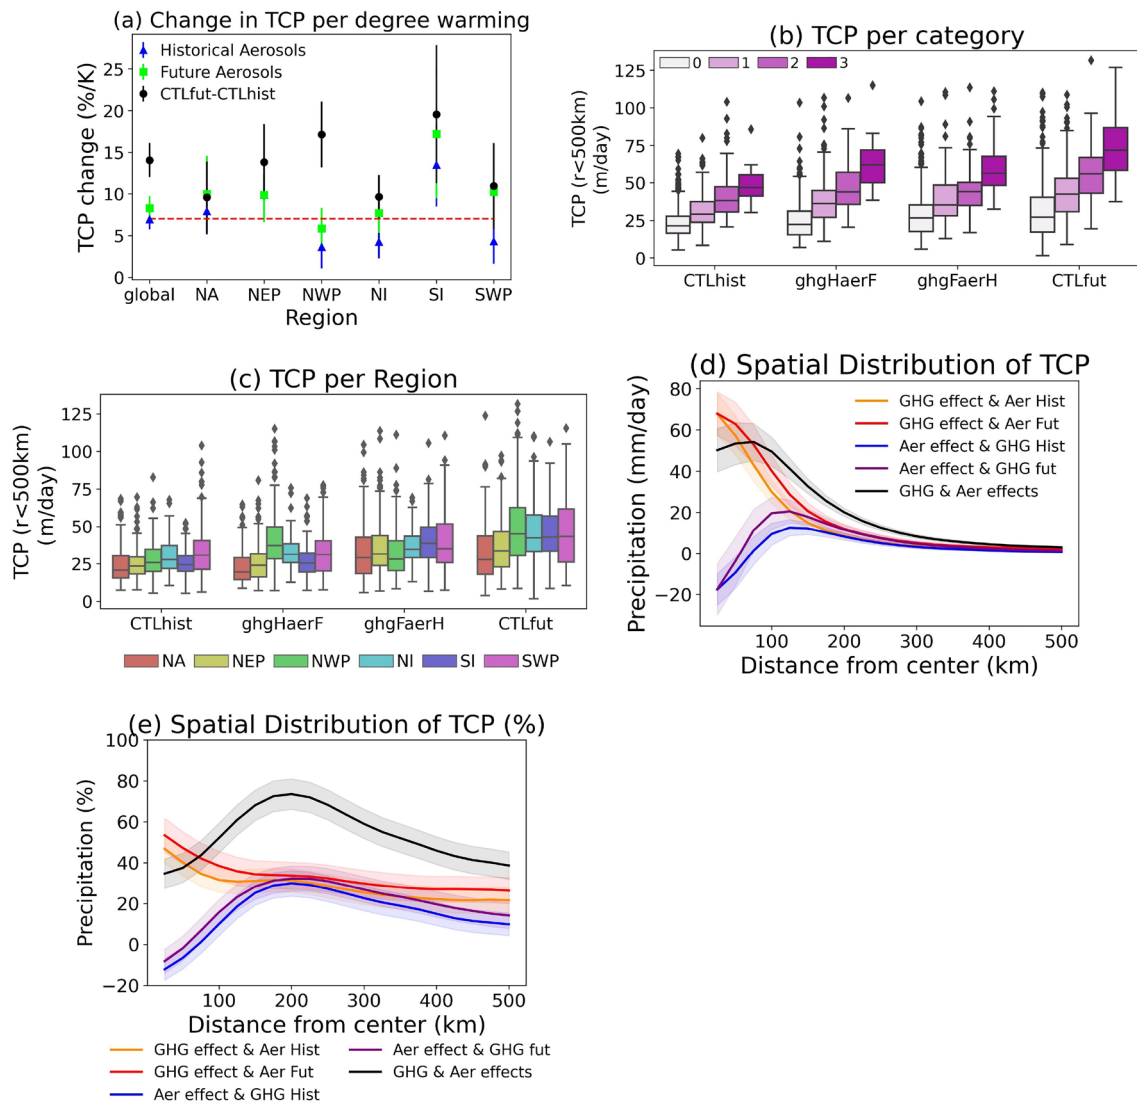 (a) Change in TCP per degree warming
Historical Aerosols
Future Aerosols
CTLfut-CTLhist
TCP change (%/K)
25
20
15
10
5
0
global NA NEP NWP NI SI SWP
Region
(b) TCP per category
0 1 2 3
TCP (r<500km)
(m/day)
125
100
75
50
25
0
CTLhist ghgHaerF ghgFaerH CTLfut
(c) TCP per Region
TCP (r<500km)
(m/day)
125
100
75
50
25
0
CTLhist ghgHaerF ghgFaerH CTLfut
NA NEP NWP NI SI SWP
(d) Spatial Distribution of TCP
GHG effect & Aer Hist
GHG effect & Aer Fut
Aer effect & GHG Hist
Aer effect & GHG fut
GHG & Aer effects
Precipitation (mm/day)
80
60
40
20
0
−20
100 200 300 400 500
Distance from center (km)
(e) Spatial Distribution of TCP (%)
Precipitation (%)
100
80
60
40
20
0
−20
100 200 300 400 500
Distance from center (km)
GHG effect & Aer Hist
GHG effect & Aer Fut
Aer effect & GHG Hist
Aer effect & GHG fut
GHG & Aer effects